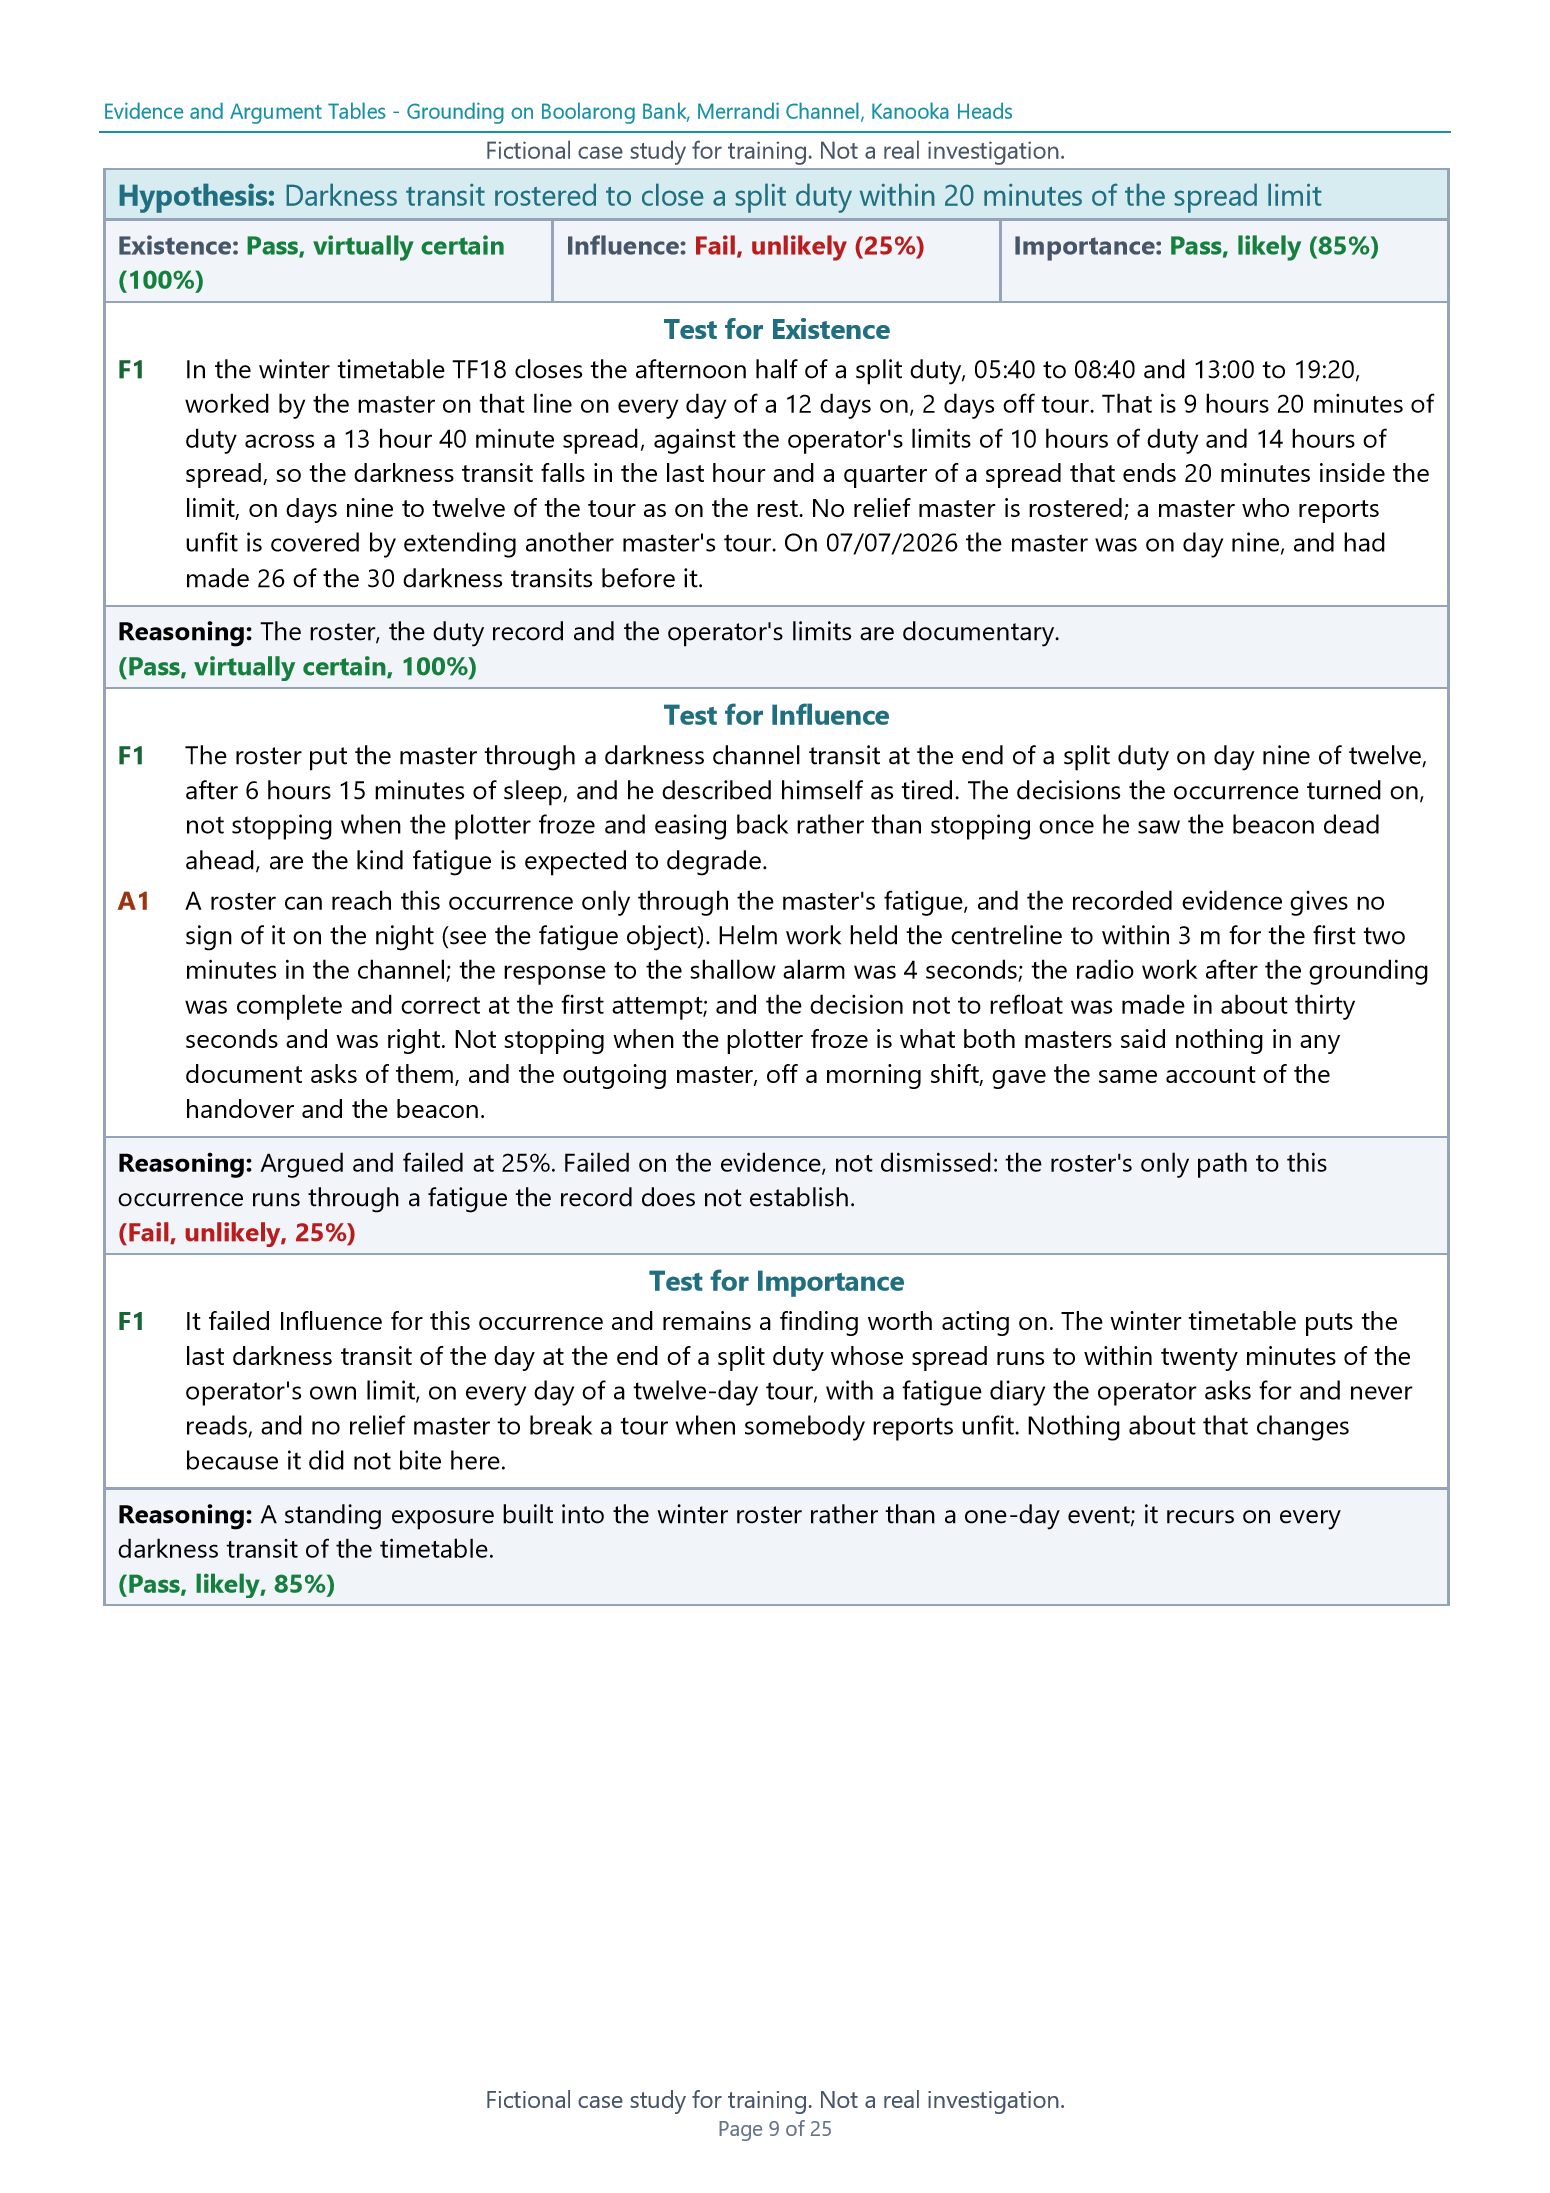 Evidence and Argument Tables - Grounding on Boolarong Bank, Merrandi Channel, Kanooka Heads
Fictional case study for training. Not a real investigation.
Hypothesis: Darkness transit rostered to close a split duty within 20 minutes of the spread limit
Existence: Pass, virtually certain
(100%)
Influence: Fail, unlikely (25%)
Importance: Pass, likely (85%)
Test for Existence
F1 In the winter timetable TF18 closes the afternoon half of a split duty, 05:40 to 08:40 and 13:00 to 19:20,
worked by the master on that line on every day of a 12 days on, 2 days off tour. That is 9 hours 20 minutes of
duty across a 13 hour 40 minute spread, against the operator's limits of 10 hours of duty and 14 hours of
spread, so the darkness transit falls in the last hour and a quarter of a spread that ends 20 minutes inside the
limit, on days nine to twelve of the tour as on the rest. No relief master is rostered; a master who reports
unfit is covered by extending another master's tour. On 07/07/2026 the master was on day nine, and had
made 26 of the 30 darkness transits before it.
Reasoning: The roster, the duty record and the operator's limits are documentary.
(Pass, virtually certain, 100%)
Test for Influence
F1 The roster put the master through a darkness channel transit at the end of a split duty on day nine of twelve,
after 6 hours 15 minutes of sleep, and he described himself as tired. The decisions the occurrence turned on,
not stopping when the plotter froze and easing back rather than stopping once he saw the beacon dead
ahead, are the kind fatigue is expected to degrade.
A1 A roster can reach this occurrence only through the master's fatigue, and the recorded evidence gives no
sign of it on the night (see the fatigue object). Helm work held the centreline to within 3 m for the first two
minutes in the channel; the response to the shallow alarm was 4 seconds; the radio work after the grounding
was complete and correct at the first attempt; and the decision not to refloat was made in about thirty
seconds and was right. Not stopping when the plotter froze is what both masters said nothing in any
document asks of them, and the outgoing master, off a morning shift, gave the same account of the
handover and the beacon.
Reasoning: Argued and failed at 25%. Failed on the evidence, not dismissed: the roster's only path to this
occurrence runs through a fatigue the record does not establish.
(Fail, unlikely, 25%)
Test for Importance
F1 It failed Influence for this occurrence and remains a finding worth acting on. The winter timetable puts the
last darkness transit of the day at the end of a split duty whose spread runs to within twenty minutes of the
operator's own limit, on every day of a twelve-day tour, with a fatigue diary the operator asks for and never
reads, and no relief master to break a tour when somebody reports unfit. Nothing about that changes
because it did not bite here.
Reasoning: A standing exposure built into the winter roster rather than a one-day event; it recurs on every
darkness transit of the timetable.
(Pass, likely, 85%)
Fictional case study for training. Not a real investigation.
Page 9 of 25